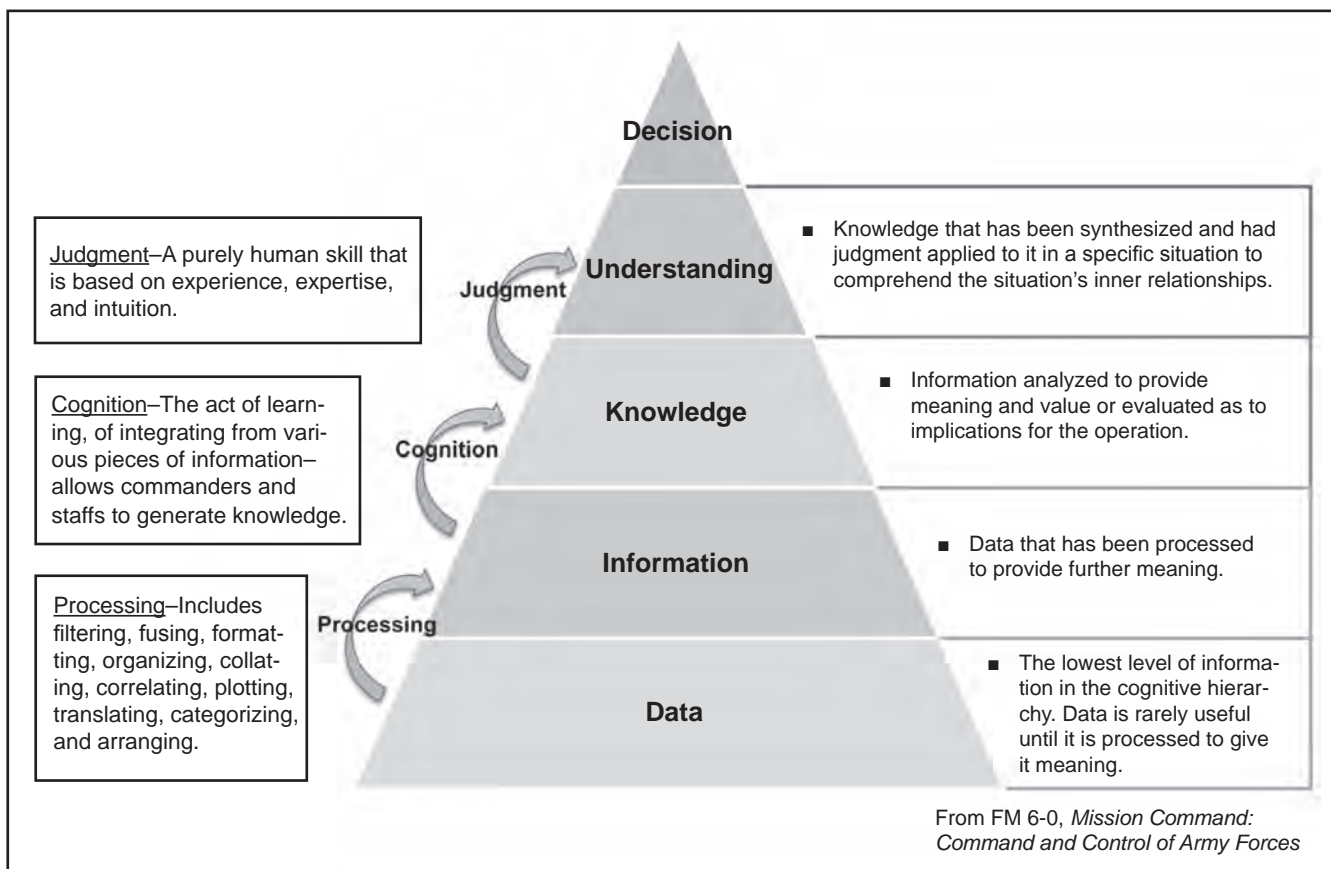 Decision
Judgment–A purely human skill that
is based on experience, expertise,
and intuition.
Judgment
Understanding
■ Knowledge that has been synthesized and had
judgment applied to it in a specific situation to
comprehend the situation’s inner relationships.
Cognition–The act of learn-
ing, of integrating from vari-
ous pieces of information–
allows commanders and
staffs to generate knowledge.
Cognition
Knowledge
■ Information analyzed to provide
meaning and value or evaluated as to
implications for the operation.
Processing–Includes
filtering, fusing, format-
ting, organizing, collat-
ing, correlating, plotting,
translating, categorizing,
and arranging.
Processing
Information
■ Data that has been processed
to provide further meaning.
Data
■ The lowest level of informa-
tion in the cognitive hierar-
chy. Data is rarely useful
until it is processed to give
it meaning.
From FM 6-0, Mission Command:
Command and Control of Army Forces